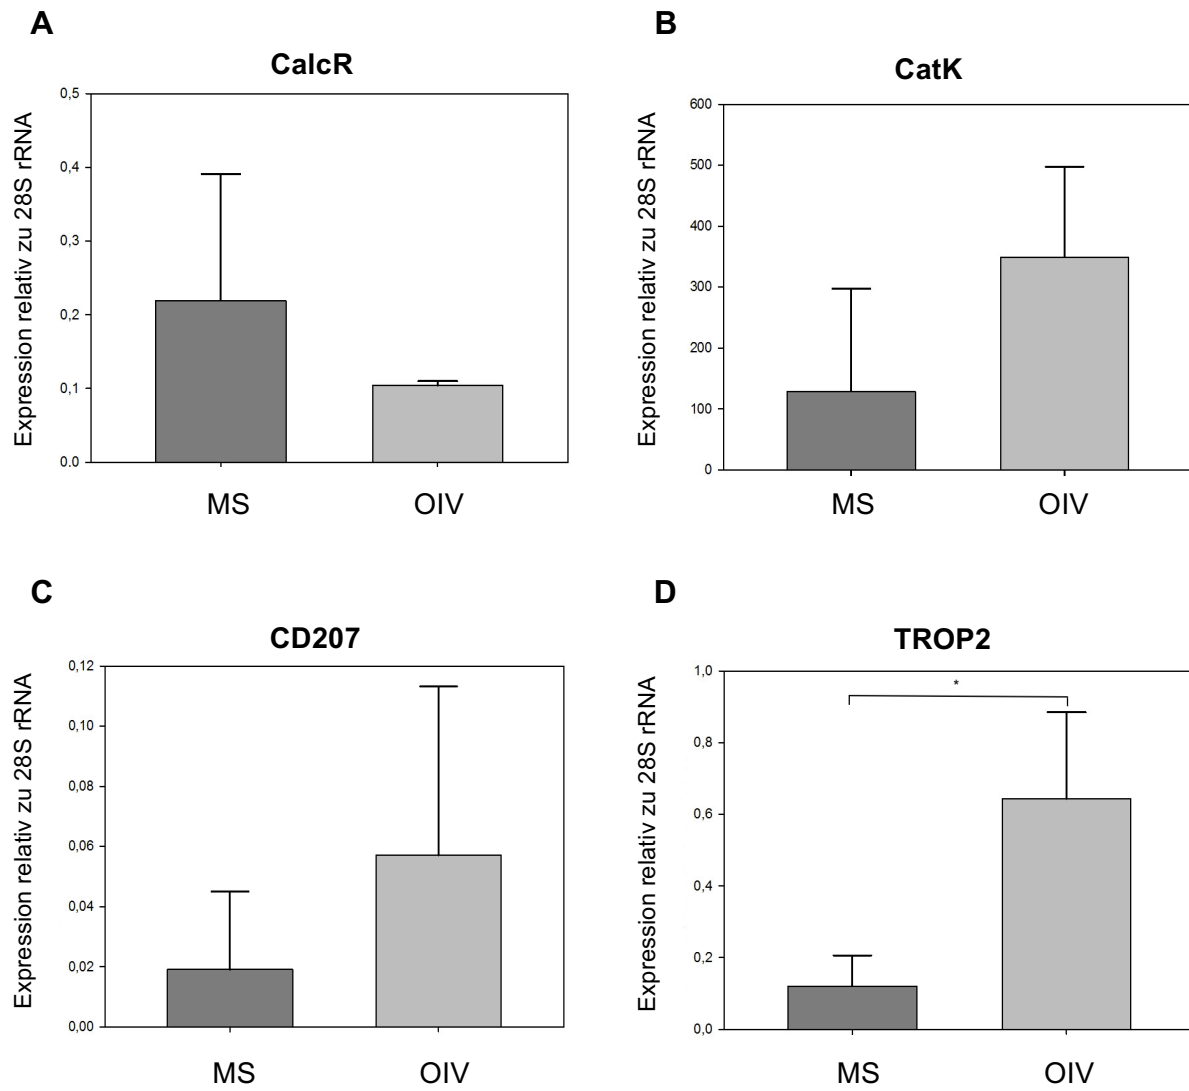 A
CalcR
Expression relativ zu 28S rRNA
0,5
0,4
0,3
0,2
0,1
0.0
MS OIV
B
CatK
Expression relativ zu 28S rRNA
600
500
400
300
200
100
0
MS OIV
C
CD207
Expression relativ zu 28S rRNA
0,12
0,10
0,08
0,06
0,04
0,02
0,00
MS OIV
D
TROP2
Expression relativ zu 28S rRNA
1,0
0,8
0,6
0,4
0,2
0,0
*
MS OIV